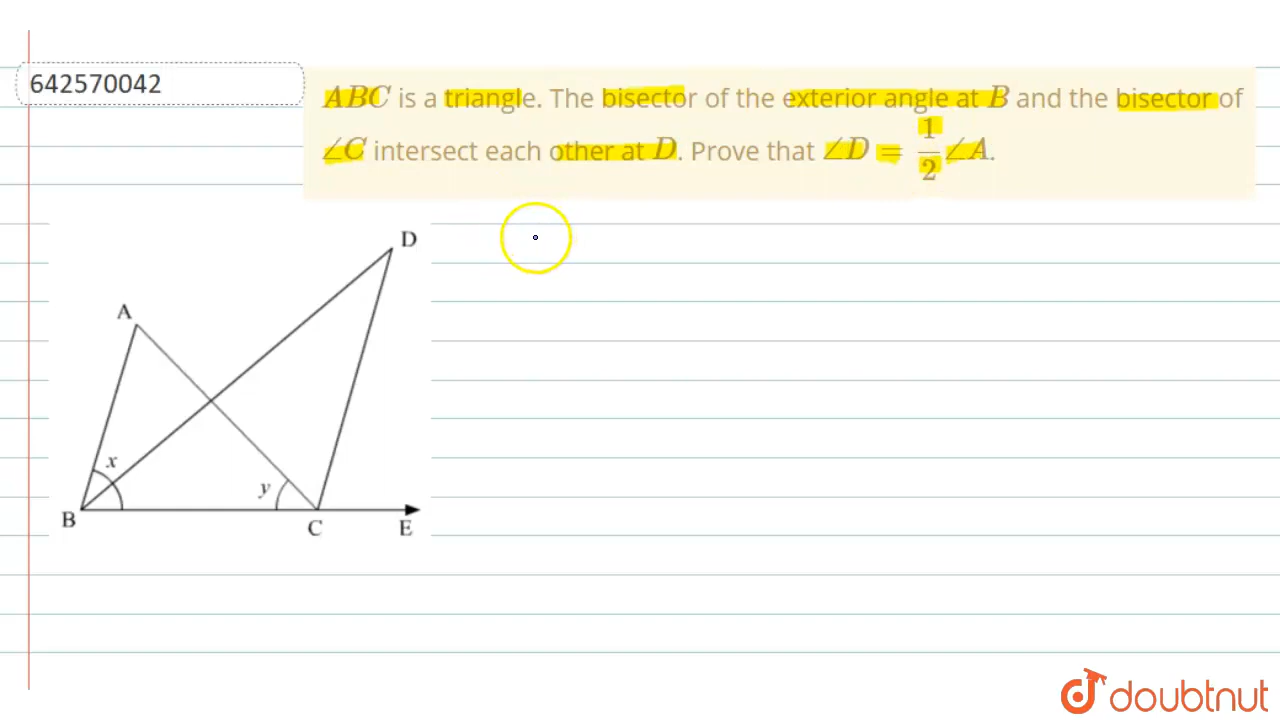 642570042
ABC is a triangle. The bisector of the exterior angle at B and the bisector of
∠C intersect each other at D. Prove that ∠D = 1/2 ∠A.
D
A
x
y
B
C
E
doubtnut